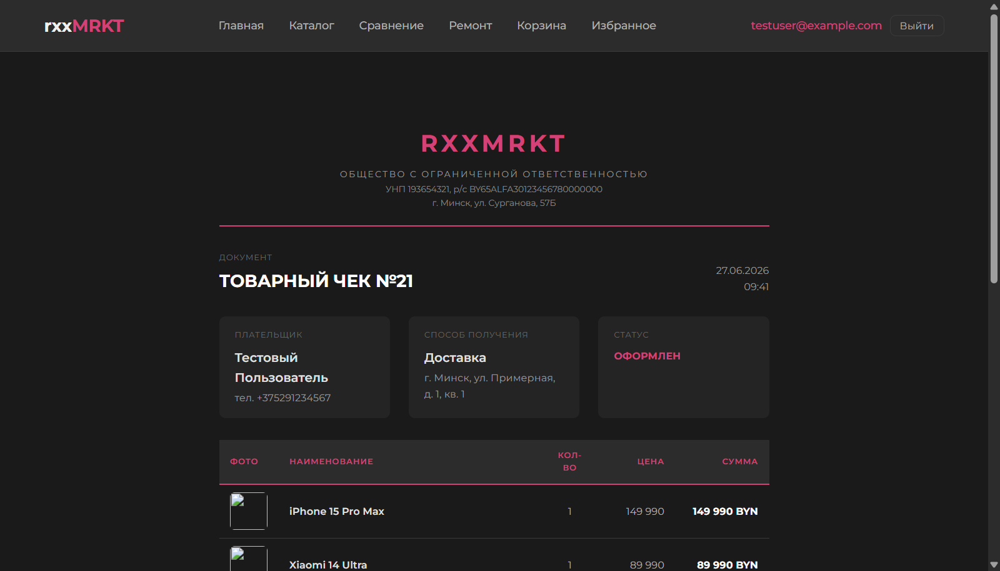 rxxMRKT
Главная Каталог Сравнение Ремонт Корзина Избранное
testuser@example.com Выйти
RXXMRKT
ОБЩЕСТВО С ОГРАНИЧЕННОЙ ОТВЕТСТВЕННОСТЬЮ
УНП 193654321, р/с BY65ALFA30123456780000000
г. Минск, ул. Сурганова, 57Б
ДОКУМЕНТ
ТОВАРНЫЙ ЧЕК №21
27.06.2026
09:41
ПЛАТЕЛЬЩИК
Тестовый
Пользователь
тел. +375291234567
СПОСОБ ПОЛУЧЕНИЯ
Доставка
г. Минск, ул. Примерная,
д. 1, кв. 1
СТАТУС
ОФОРМЛЕН
ФОТО НАИМЕНОВАНИЕ КОЛ-
ВО ЦЕНА СУММА
iPhone 15 Pro Max 1 149 990 149 990 BYN
Xiaomi 14 Ultra 1 89 990 89 990 BYN